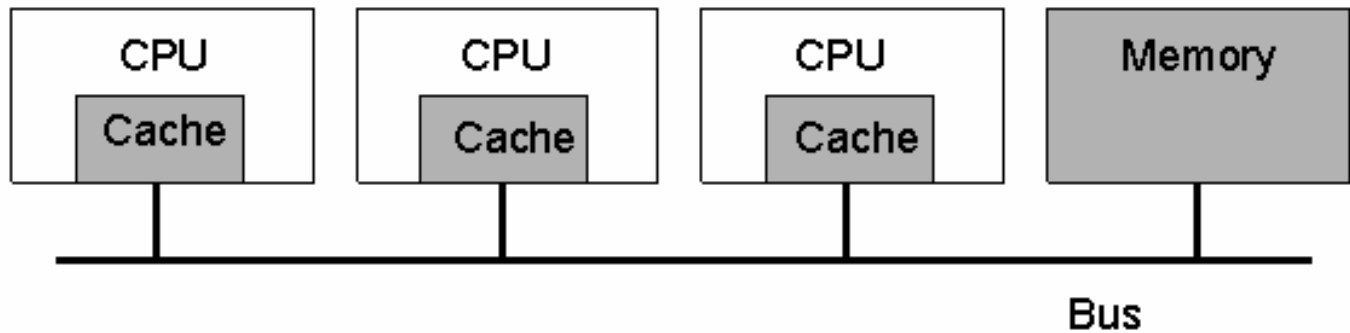 CPU
Cache
CPU
Cache
CPU
Cache
Memory
Bus